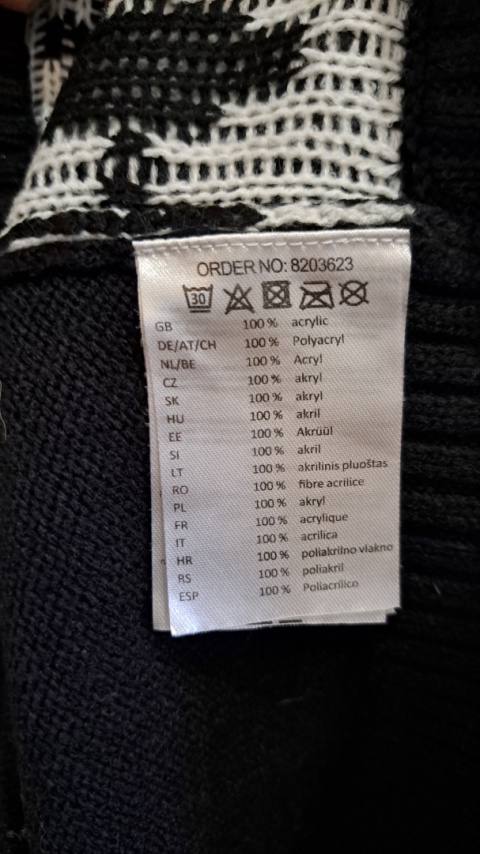 ORDER NO: 8203623
30
GB 100 % acrylic
DE/AT/CH 100 % Polyacryl
NL/BE 100 % Acryl
CZ 100 % akryl
SK 100 % akryl
HU 100 % akril
EE 100 % Akrüül
SI 100 % akril
LT 100 % akrilinis pluoštas
RO 100 % fibre acrilice
PL 100 % akryl
FR 100 % acrylique
IT 100 % acrilica
HR 100 % poliakrilno vlakno
RS 100 % poliakril
ESP 100 % Poliacrílico